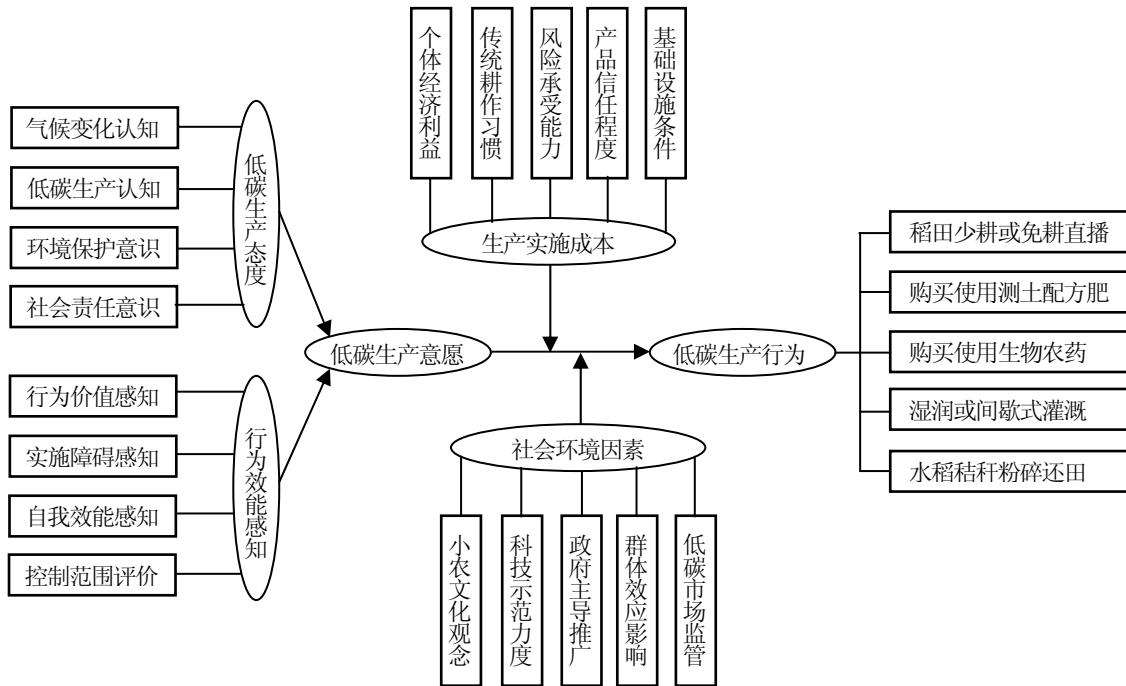 个体经济利益
传统耕作习惯
风险承受能力
产品信任程度
基础设施条件
生产实施成本
气候变化认知
低碳生产认知
环境保护意识
社会责任意识
低碳生产态度
行为价值感知
实施障碍感知
自我效能感知
控制范围评价
行为效能感知
低碳生产意愿
低碳生产行为
社会环境因素
小农文化观念
科技示范力度
政府主导推广
群体效应影响
低碳市场监管
稻田少耕或免耕直播
购买使用测土配方肥
购买使用生物农药
湿润或间歇式灌溉
水稻秸秆粉碎还田